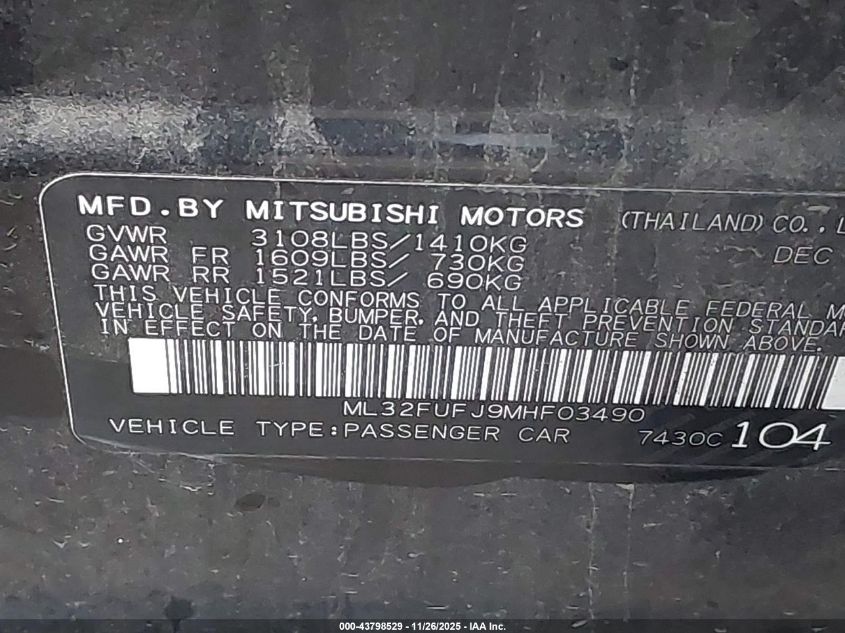 MFD.BY MITSUBISHI MOTORS (THAILAND) CO., L
GVWR 3108LBS/1410KG DEC
GAWR FR 1609LBS/ 730KG
GAWR RR 1521LBS/ 690KG
THIS VEHICLE CONFORMS TO ALL APPLICABLE FEDERAL M
VEHICLE SAFETY, BUMPER, AND THEFT PREVENTION STANDAR
IN EFFECT ON THE DATE OF MANUFACTURE SHOWN ABOVE.
ML32FUFJ9MHF03490
VEHICLE TYPE:PASSENGER CAR 7430C 104
000-43798529 - 11/26/2025 - IAA Inc.